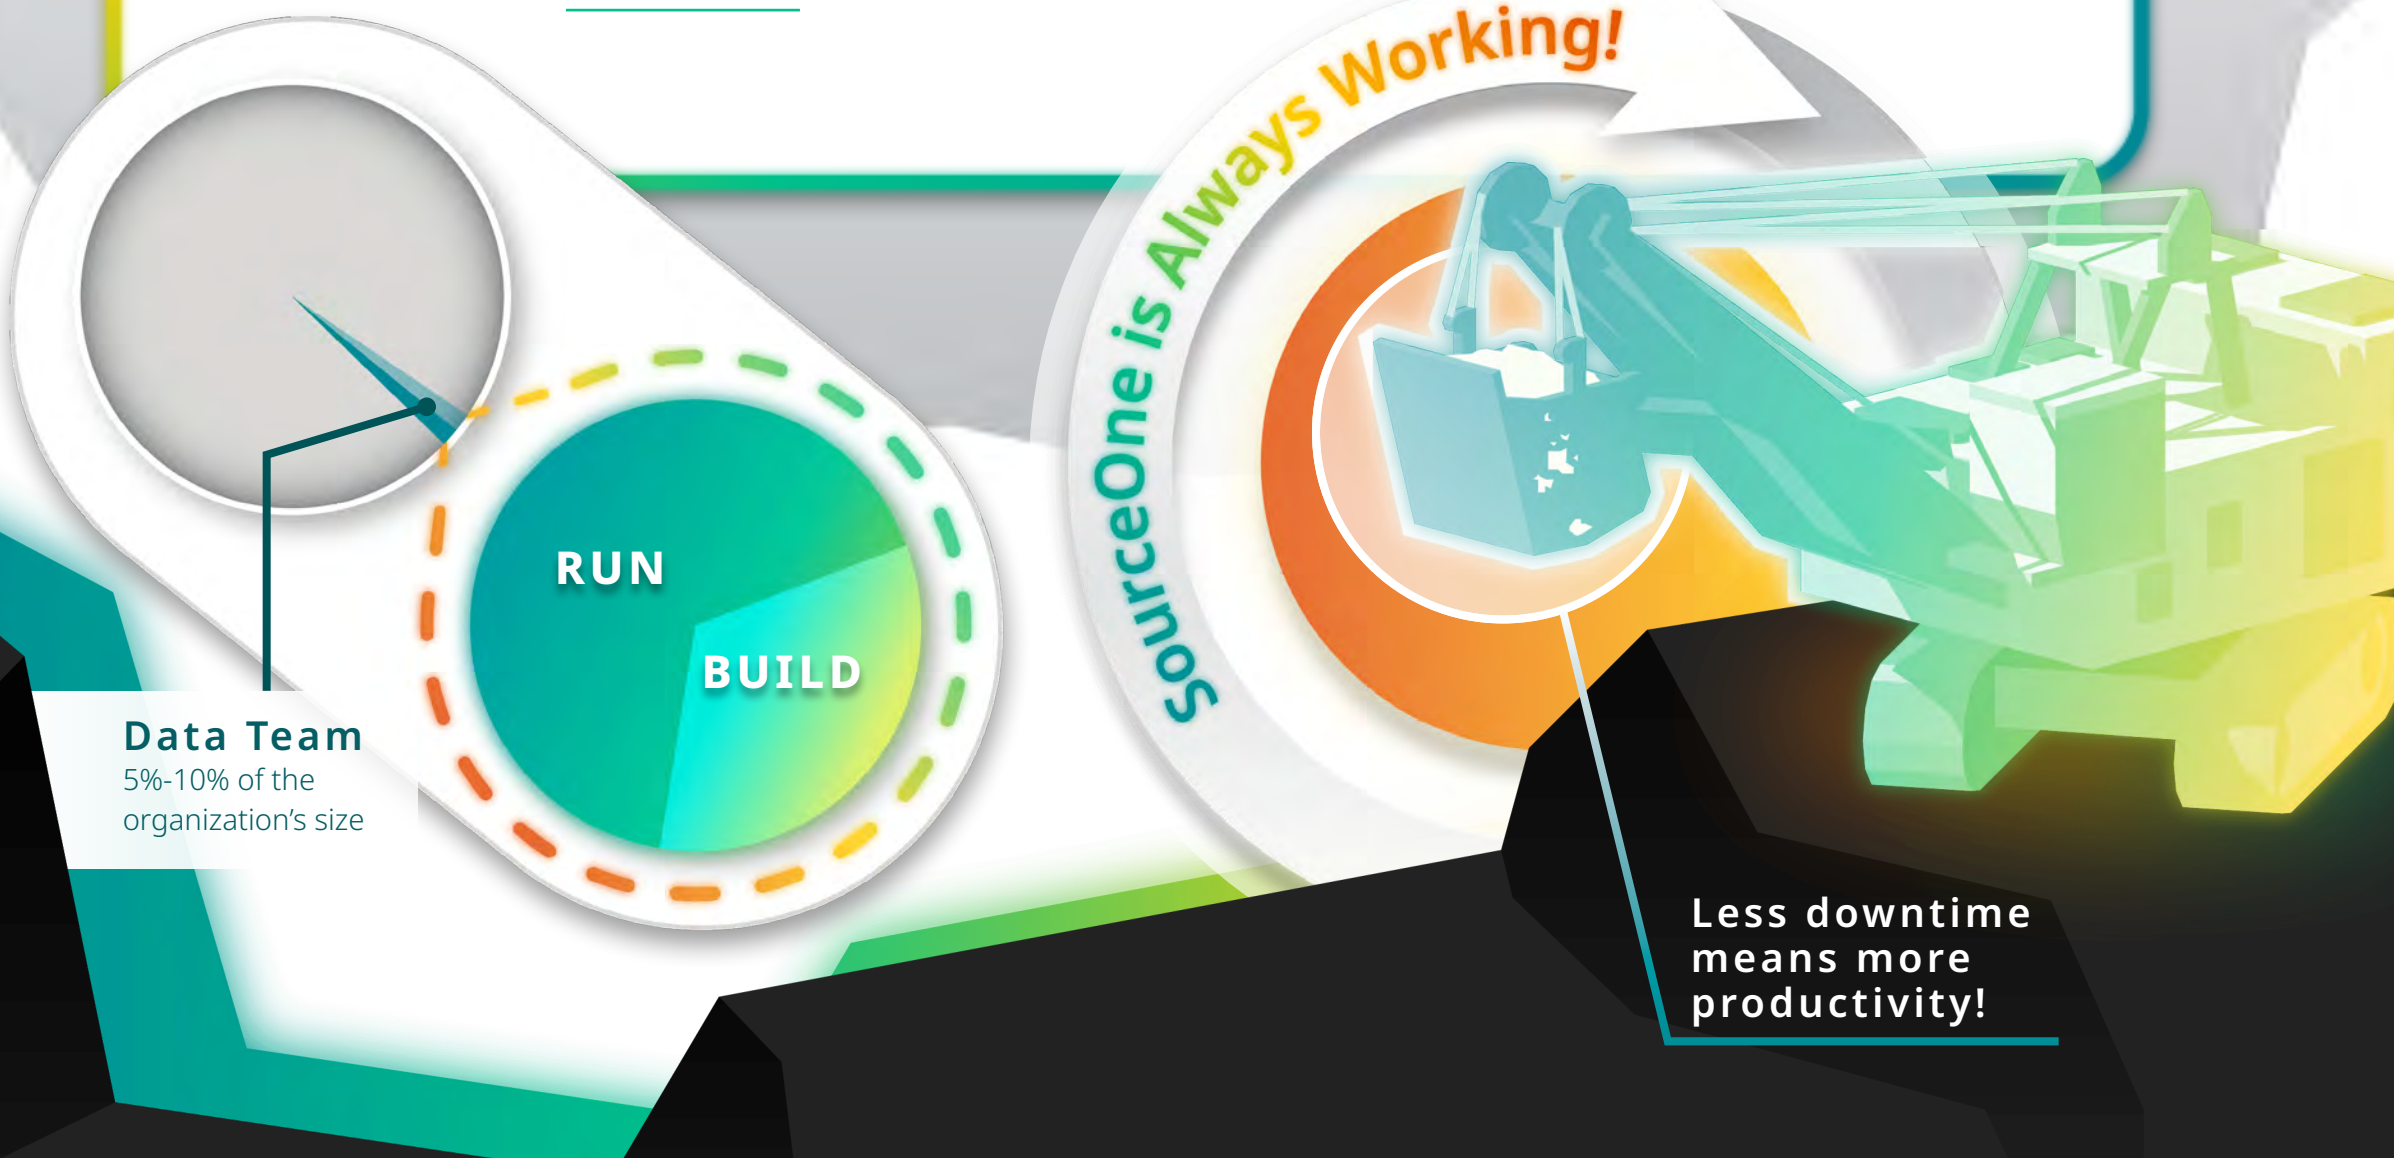 SourceOne is Always Working!
RUN
BUILD
Data Team
5%-10% of the
organization’s size
Less downtime
means more
productivity!